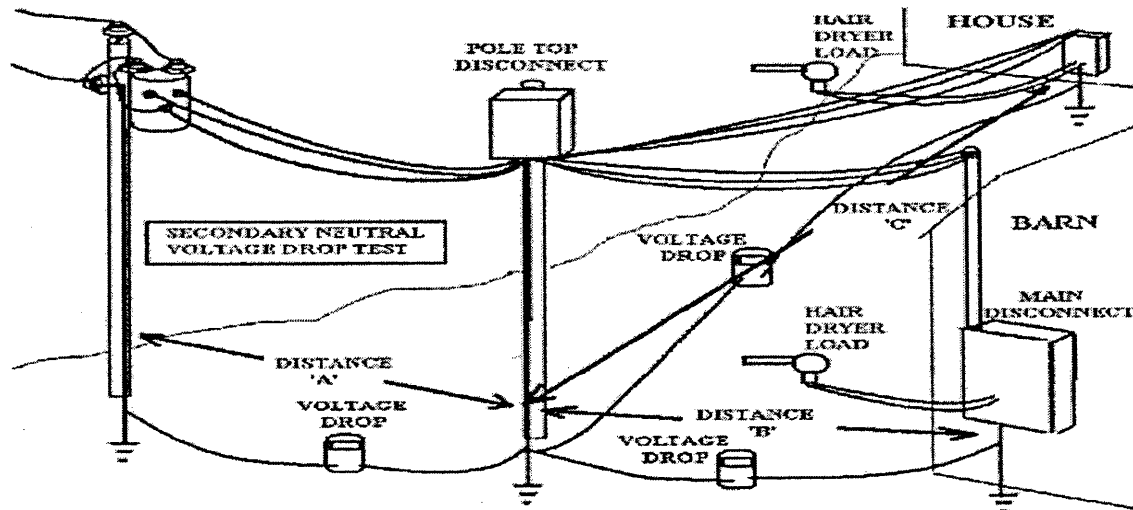 HAIR
DRYER
LOAD
HOUSE
POLE TOP
DISCONNECT
SECONDARY NEUTRAL
VOLTAGE DROP TEST
DISTANCE
'C'
BARN
VOLTAGE
DROP
MAIN
DISCONNECT
HAIR
DRYER
LOAD
DISTANCE
'A'
VOLTAGE
DROP
DISTANCE
'B'
VOLTAGE
DROP